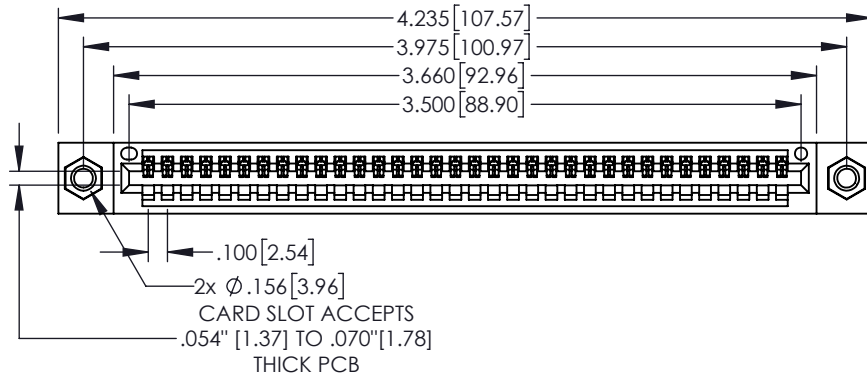 4.235[107.57]
3.975[100.97]
3.660[92.96]
3.500[88.90]
.100[2.54]
2x Ø.156[3.96]
CARD SLOT ACCEPTS
.054" [1.37] TO .070"[1.78]
THICK PCB